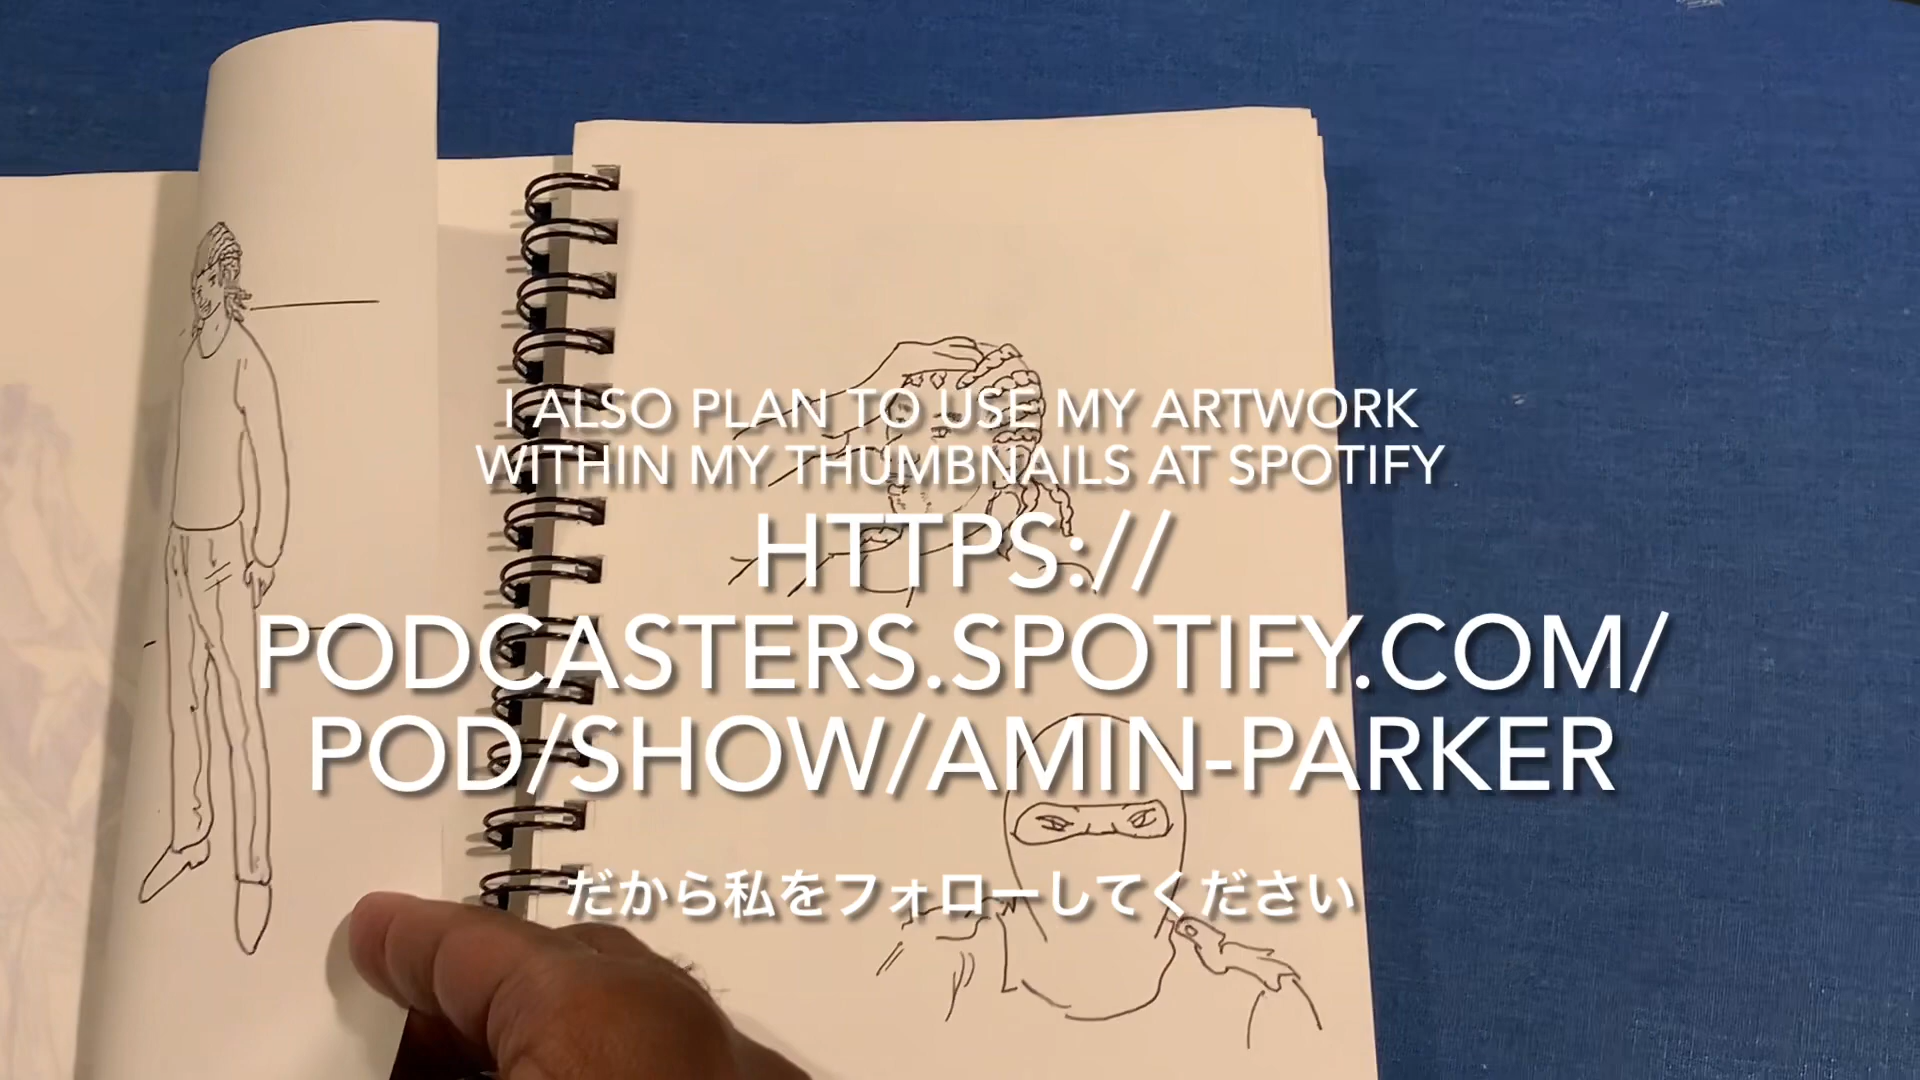 I ALSO PLAN TO USE MY ARTWORK
WITHIN MY THUMBNAILS AT SPOTIFY
HTTPS://
PODCASTERS.SPOTIFY.COM/
POD/SHOW/AMIN-PARKER
だから私をフォローしてください